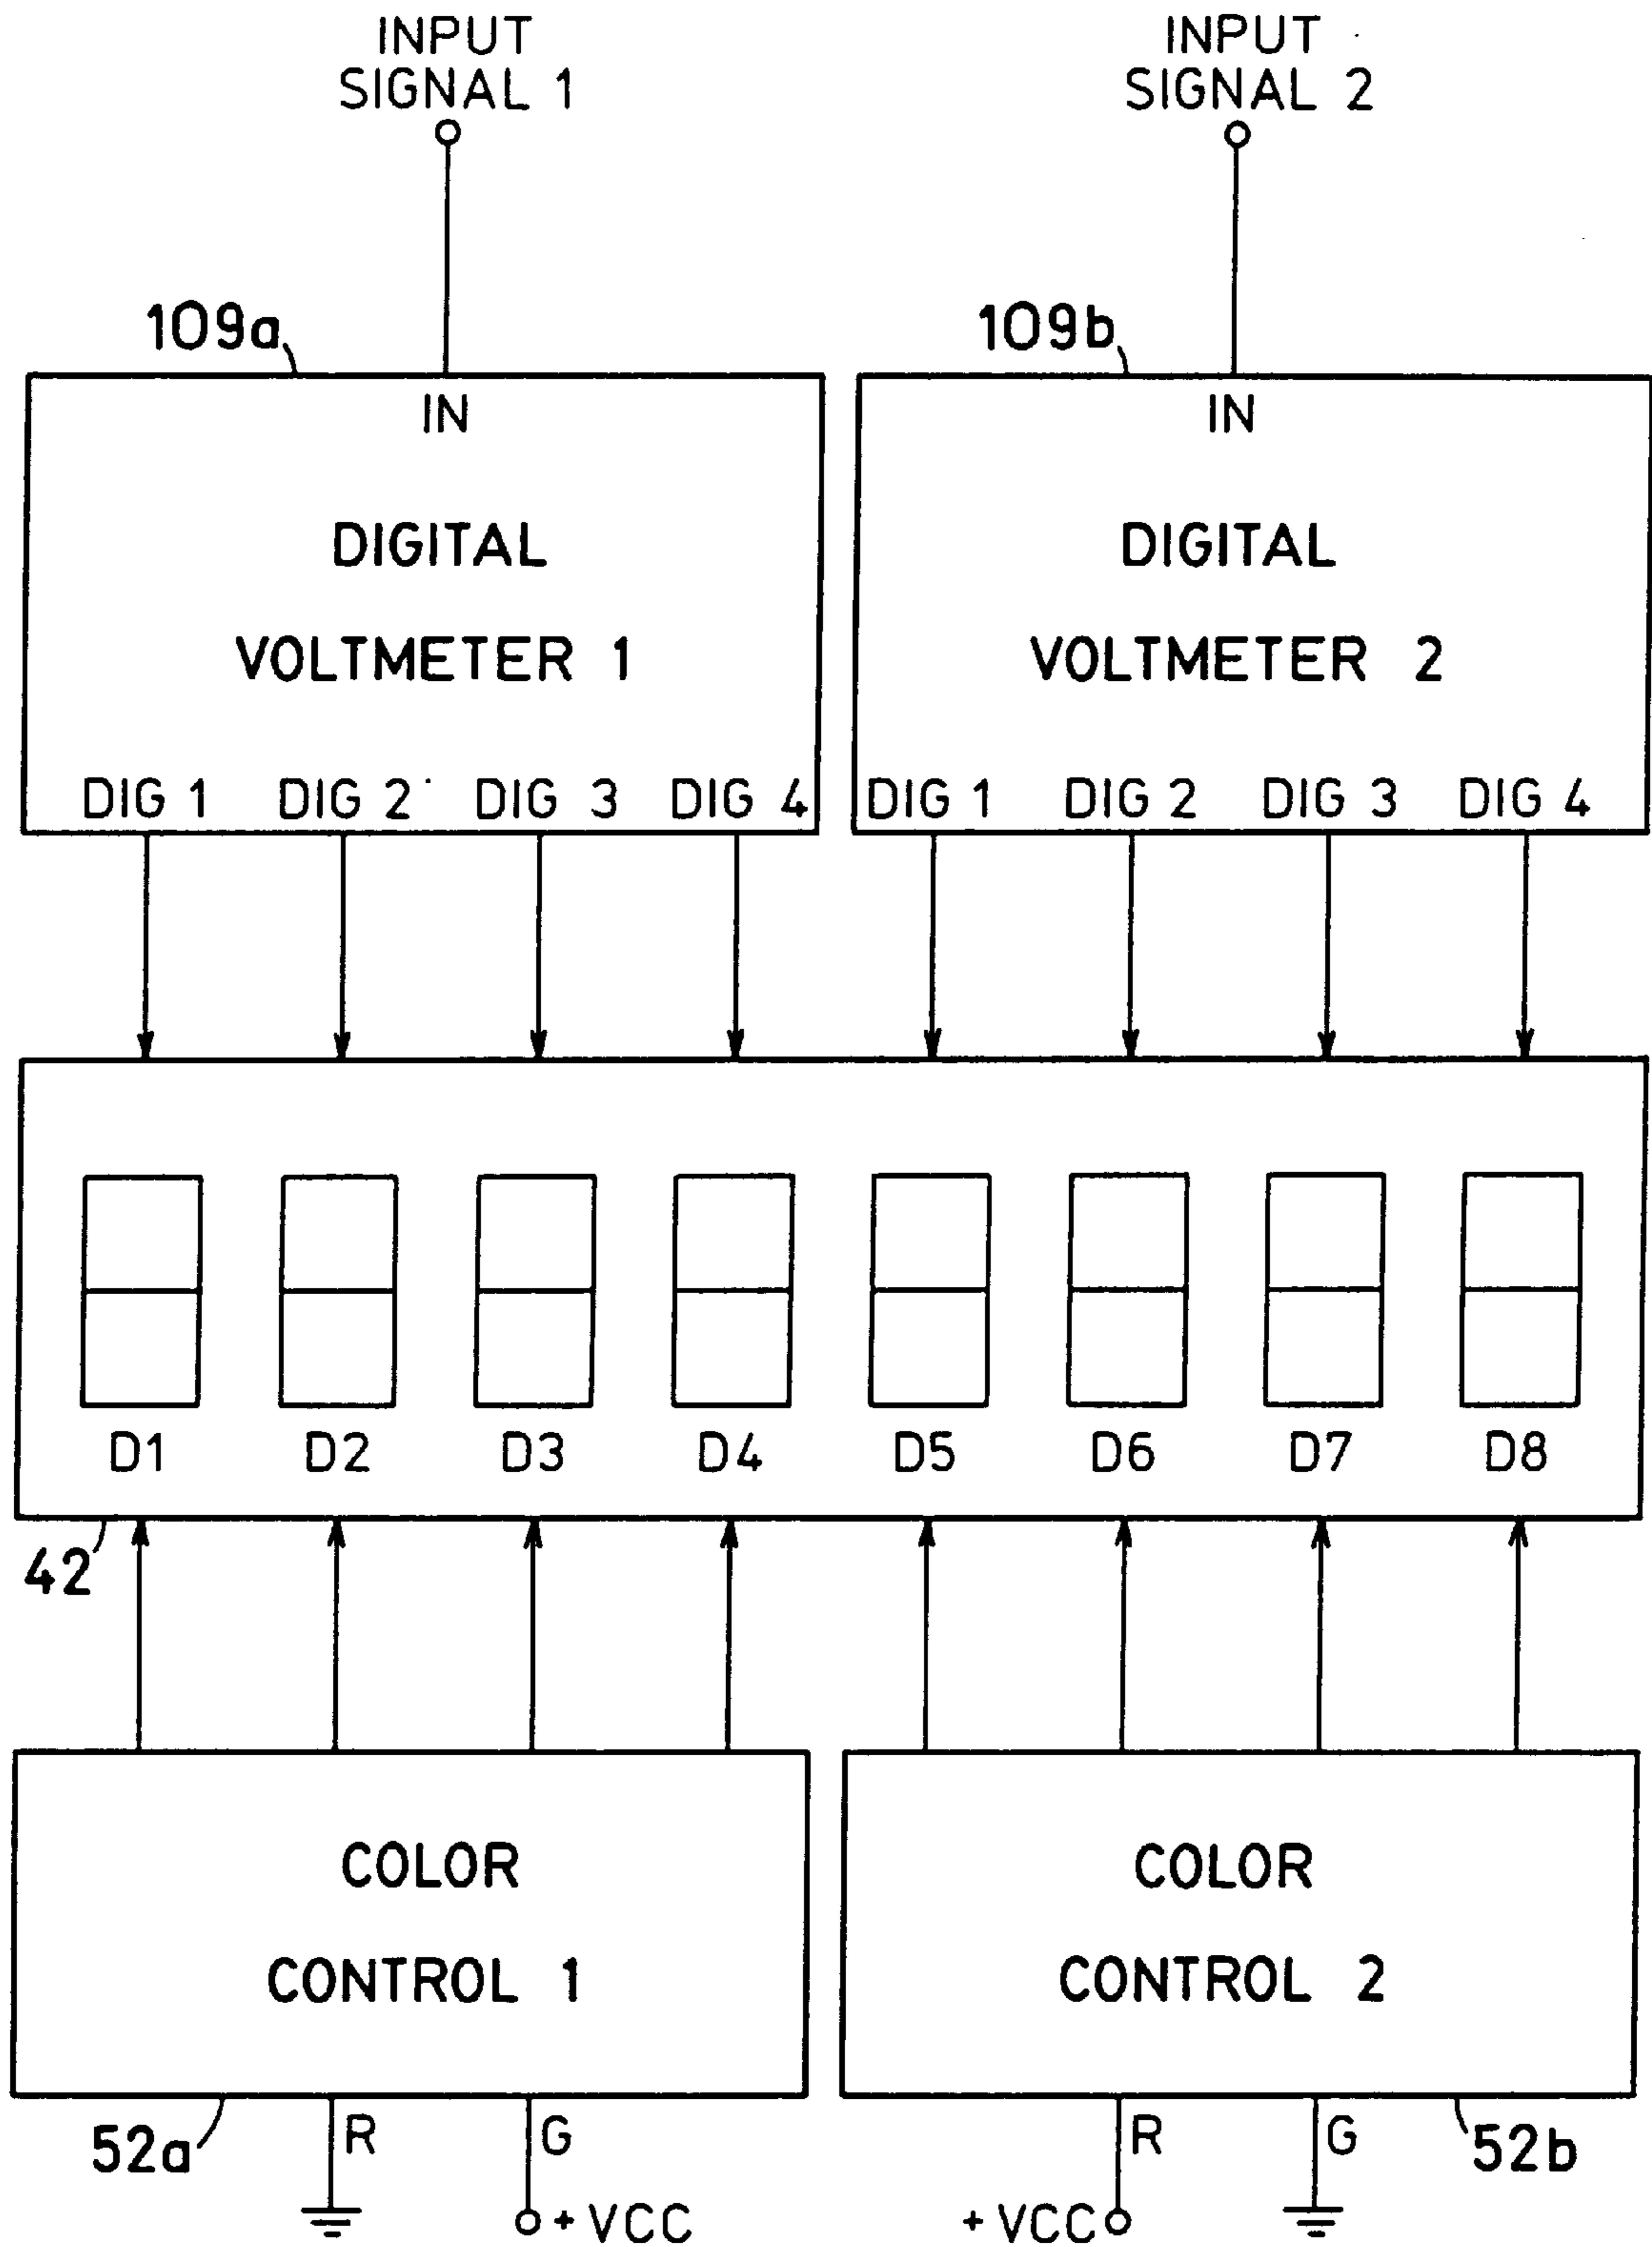 INPUT
SIGNAL 1
INPUT
SIGNAL 2
109a
109b
IN
IN
DIGITAL
VOLTMETER 1
DIGITAL
VOLTMETER 2
DIG 1 DIG 2 DIG 3 DIG 4
DIG 1 DIG 2 DIG 3 DIG 4
D1 D2 D3 D4 D5 D6 D7 D8
42
COLOR
CONTROL 1
COLOR
CONTROL 2
52a
R
G
R
G
52b
+ VCC
+ VCC